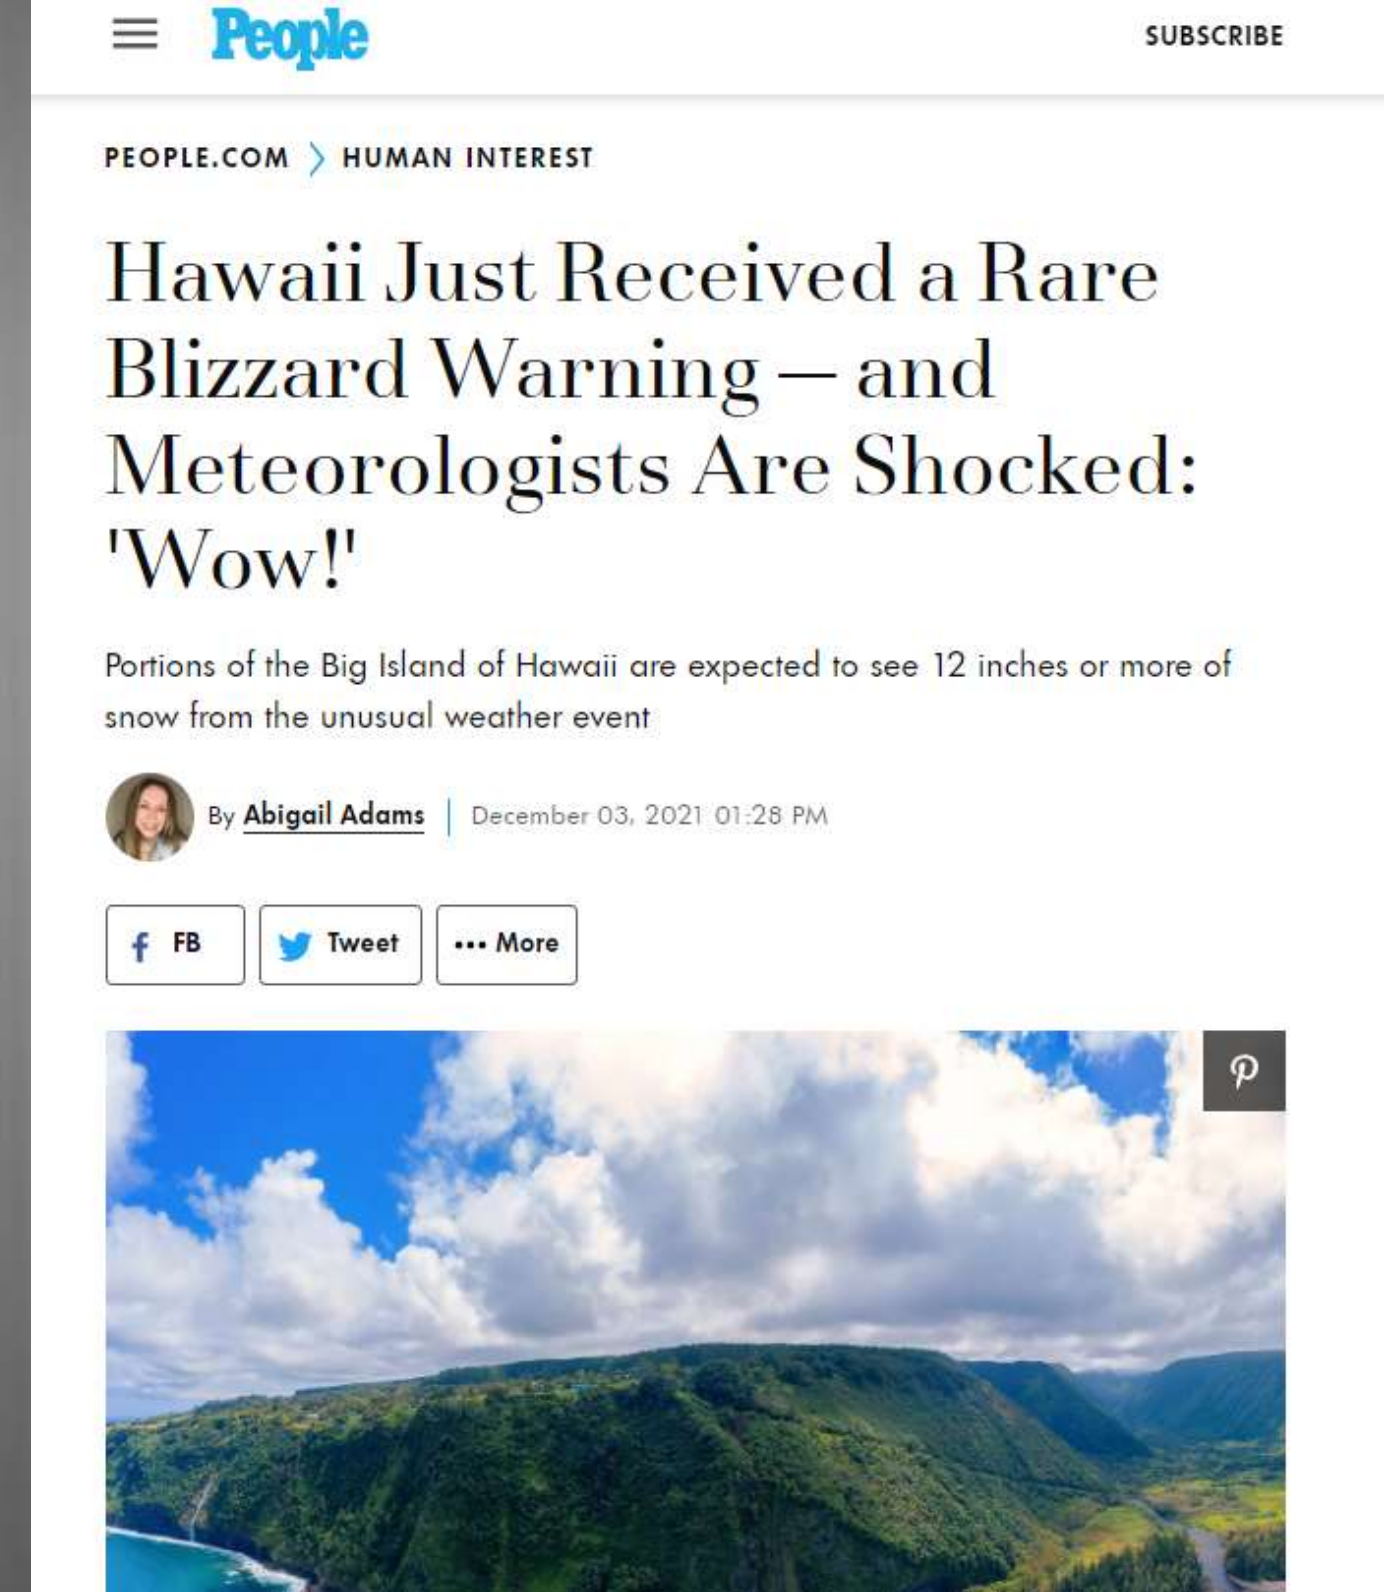 People
SUBSCRIBE
PEOPLE.COM > HUMAN INTEREST
Hawaii Just Received a Rare
Blizzard Warning — and
Meteorologists Are Shocked:
'Wow!'
Portions of the Big Island of Hawaii are expected to see 12 inches or more of
snow from the unusual weather event
By Abigail Adams | December 03, 2021 01:28 PM
FB
Tweet
••• More